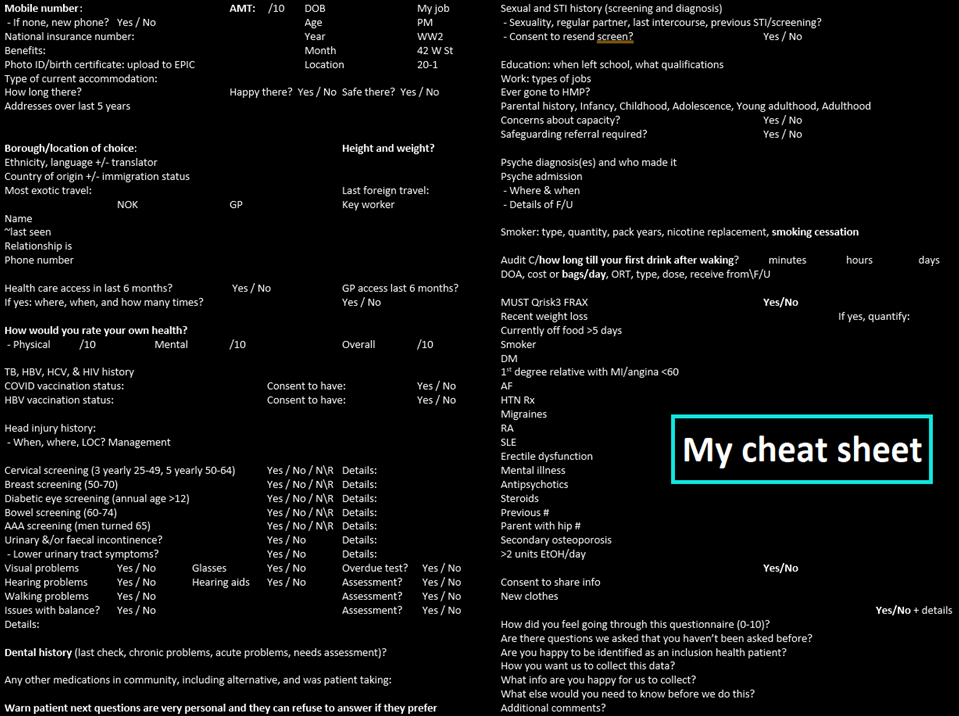 Mobile number: AMT: /10 DOB My job
- If none, new phone? Yes / No Age PM
National insurance number: Year WW2
Benefits: Month 42 W St
Photo ID/birth certificate: upload to EPIC Location 20-1
Type of current accommodation:
How long there? Happy there? Yes / No Safe there? Yes / No
Addresses over last 5 years
Borough/location of choice: Height and weight?
Ethnicity, language +/- translator
Country of origin +/- immigration status
Most exotic travel: Last foreign travel:
NOK GP Key worker
Name
~last seen
Relationship is
Phone number
Health care access in last 6 months? Yes / No GP access last 6 months?
If yes: where, when, and how many times? Yes / No
How would you rate your own health?
- Physical /10 Mental /10 Overall /10
TB, HBV, HCV, & HIV history
COVID vaccination status: Consent to have: Yes / No
HBV vaccination status: Consent to have: Yes / No
Head injury history:
- When, where, LOC? Management
Cervical screening (3 yearly 25-49, 5 yearly 50-64) Yes / No / N\R Details:
Breast screening (50-70) Yes / No / N\R Details:
Diabetic eye screening (annual age >12) Yes / No / N\R Details:
Bowel screening (60-74) Yes / No / N\R Details:
AAA screening (men turned 65) Yes / No / N\R Details:
Urinary &/or faecal incontinence? Yes / No Details:
- Lower urinary tract symptoms? Yes / No Details:
Visual problems Yes / No Glasses Yes / No Overdue test? Yes / No
Hearing problems Yes / No Hearing aids Yes / No Assessment? Yes / No
Walking problems Yes / No Assessment? Yes / No
Issues with balance? Yes / No Assessment? Yes / No
Details:
Dental history (last check, chronic problems, acute problems, needs assessment)?
Any other medications in community, including alternative, and was patient taking:
Warn patient next questions are very personal and they can refuse to answer if they prefer
Sexual and STI history (screening and diagnosis)
- Sexuality, regular partner, last intercourse, previous STI/screening?
- Consent to resend screen? Yes / No
Education: when left school, what qualifications
Work: types of jobs
Ever gone to HMP?
Parental history, Infancy, Childhood, Adolescence, Young adulthood, Adulthood
Concerns about capacity? Yes / No
Safeguarding referral required? Yes / No
Psyche diagnosis(es) and who made it
Psyche admission
- Where & when
- Details of F/U
Smoker: type, quantity, pack years, nicotine replacement, smoking cessation
Audit C/how long till your first drink after waking? minutes hours days
DOA, cost or bags/day, ORT, type, dose, receive from\F/U
MUST Qrisk3 FRAX Yes/No
Recent weight loss If yes, quantify:
Currently off food >5 days
Smoker
DM
1st degree relative with MI/angina <60
AF
HTN Rx
Migraines
RA
SLE
Erectile dysfunction
Mental illness
Antipsychotics
Steroids
Previous #
Parent with hip #
Secondary osteoporosis
>2 units EtOH/day
Yes/No
Consent to share info
New clothes
Yes/No + details
How did you feel going through this questionnaire (0-10)?
Are there questions we asked that you haven't been asked before?
Are you happy to be identified as an inclusion health patient?
How you want us to collect this data?
What info are you happy for us to collect?
What else would you need to know before we do this?
Additional comments?
My cheat sheet